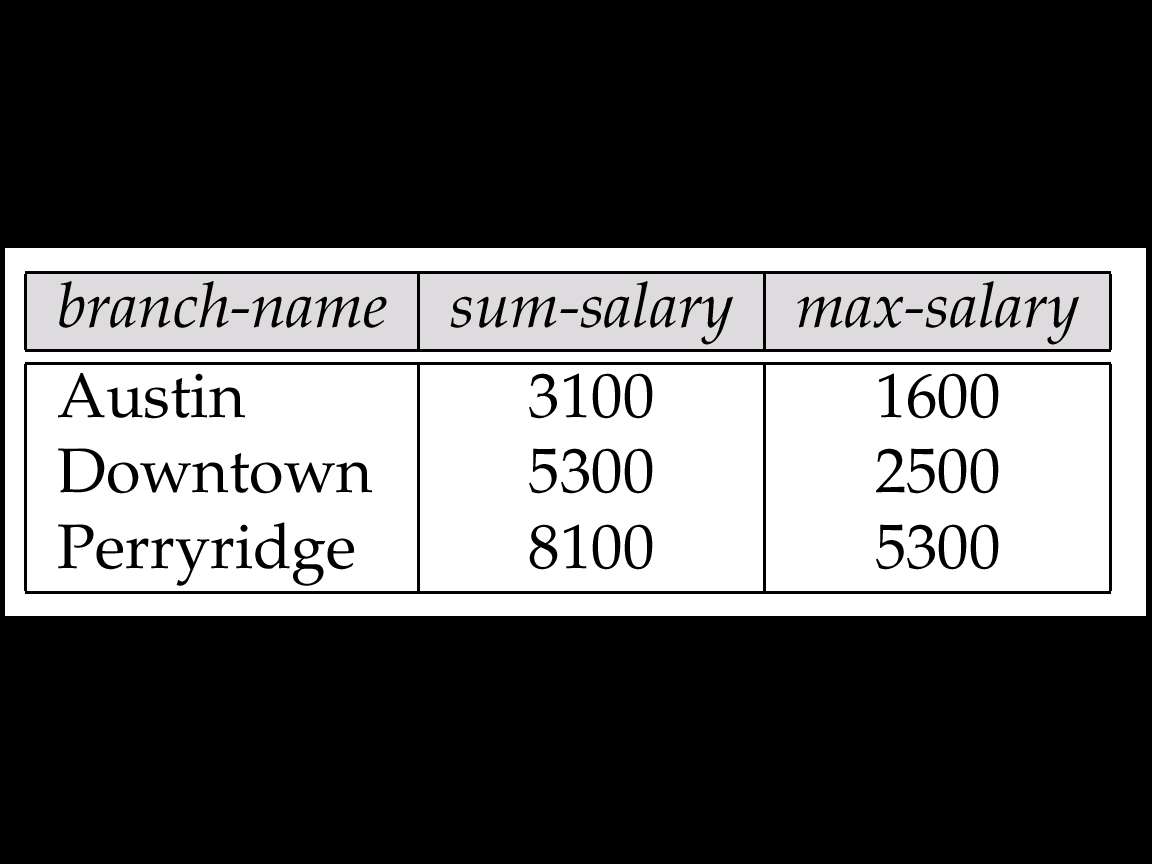 branch-name sum-salary max-salary
Austin 3100 1600
Downtown 5300 2500
Perryridge 8100 5300